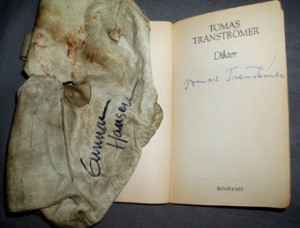 Gunnar
Hansen
TOMAS
TRANSTRÖMER
Dikter
Tomas Tranströmer